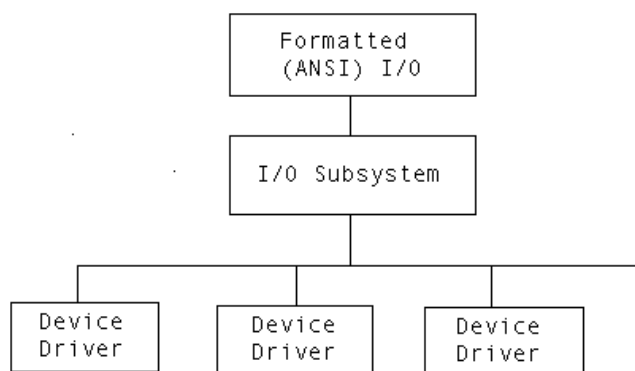 Formatted
(ANSI) I/O
I/O Subsystem
Device
Driver
Device
Driver
Device
Driver